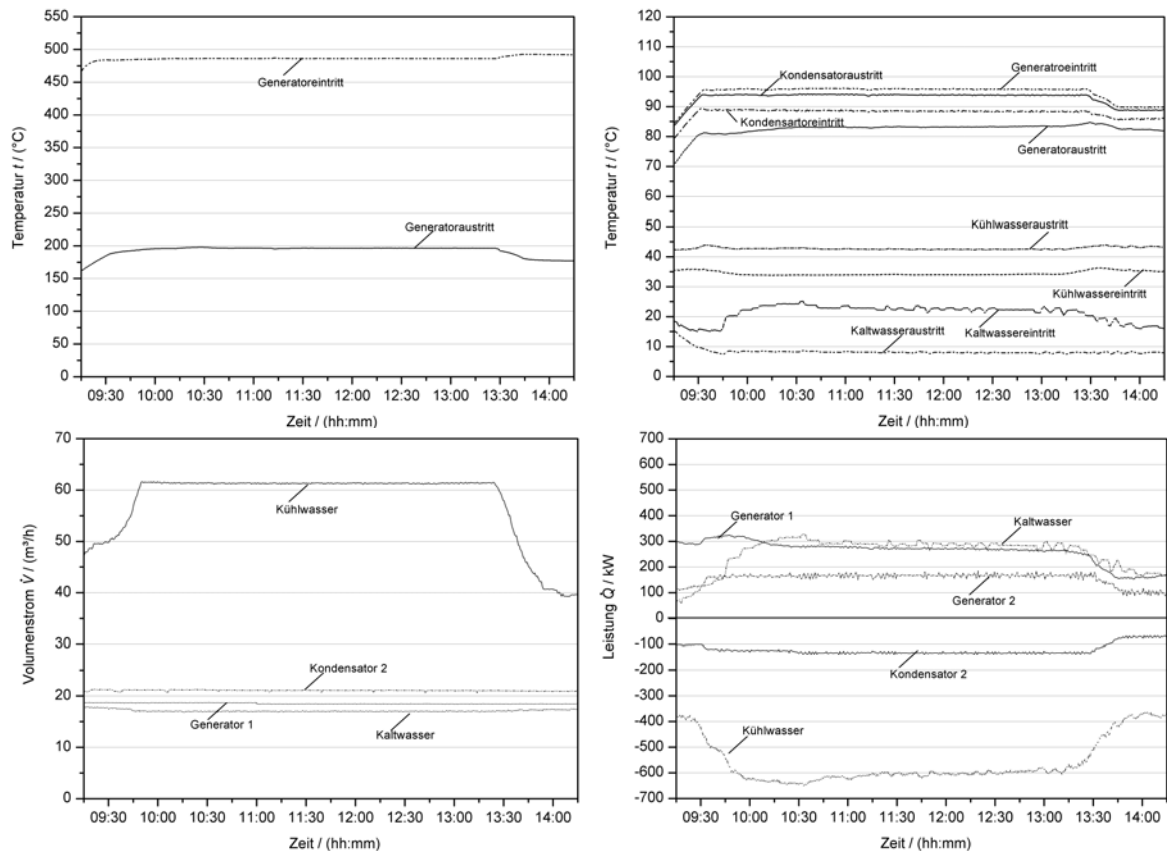 550
500
450
400
350
300
250
200
150
100
50
0
Temperatur t / (°C)
Generatoreintritt
Generatoraustritt
09:30 10:00 10:30 11:00 11:30 12:00 12:30 13:00 13:30 14:00
Zeit / (hh:mm)
120
110
100
90
80
70
60
50
40
30
20
10
0
Temperatur t / (°C)
Kondensatoraustritt
Generatroeintritt
Kondensartoreintritt
Generatoraustritt
Kühlwasseraustritt
Kühlwassereintritt
Kaltwasseraustritt
Kaltwassereintritt
09:30 10:00 10:30 11:00 11:30 12:00 12:30 13:00 13:30 14:00
Zeit / (hh:mm)
70
60
50
40
30
20
10
0
Volumenstrom V̇ / (m³/h)
Kühlwasser
Kondensator 2
Generator 1
Kaltwasser
09:30 10:00 10:30 11:00 11:30 12:00 12:30 13:00 13:30 14:00
Zeit / (hh:mm)
700
600
500
400
300
200
100
0
-100
-200
-300
-400
-500
-600
-700
Leistung Q̇ / kW
Generator 1
Kaltwasser
Generator 2
Kondensator 2
Kühlwasser
09:30 10:00 10:30 11:00 11:30 12:00 12:30 13:00 13:30 14:00
Zeit / (hh:mm)